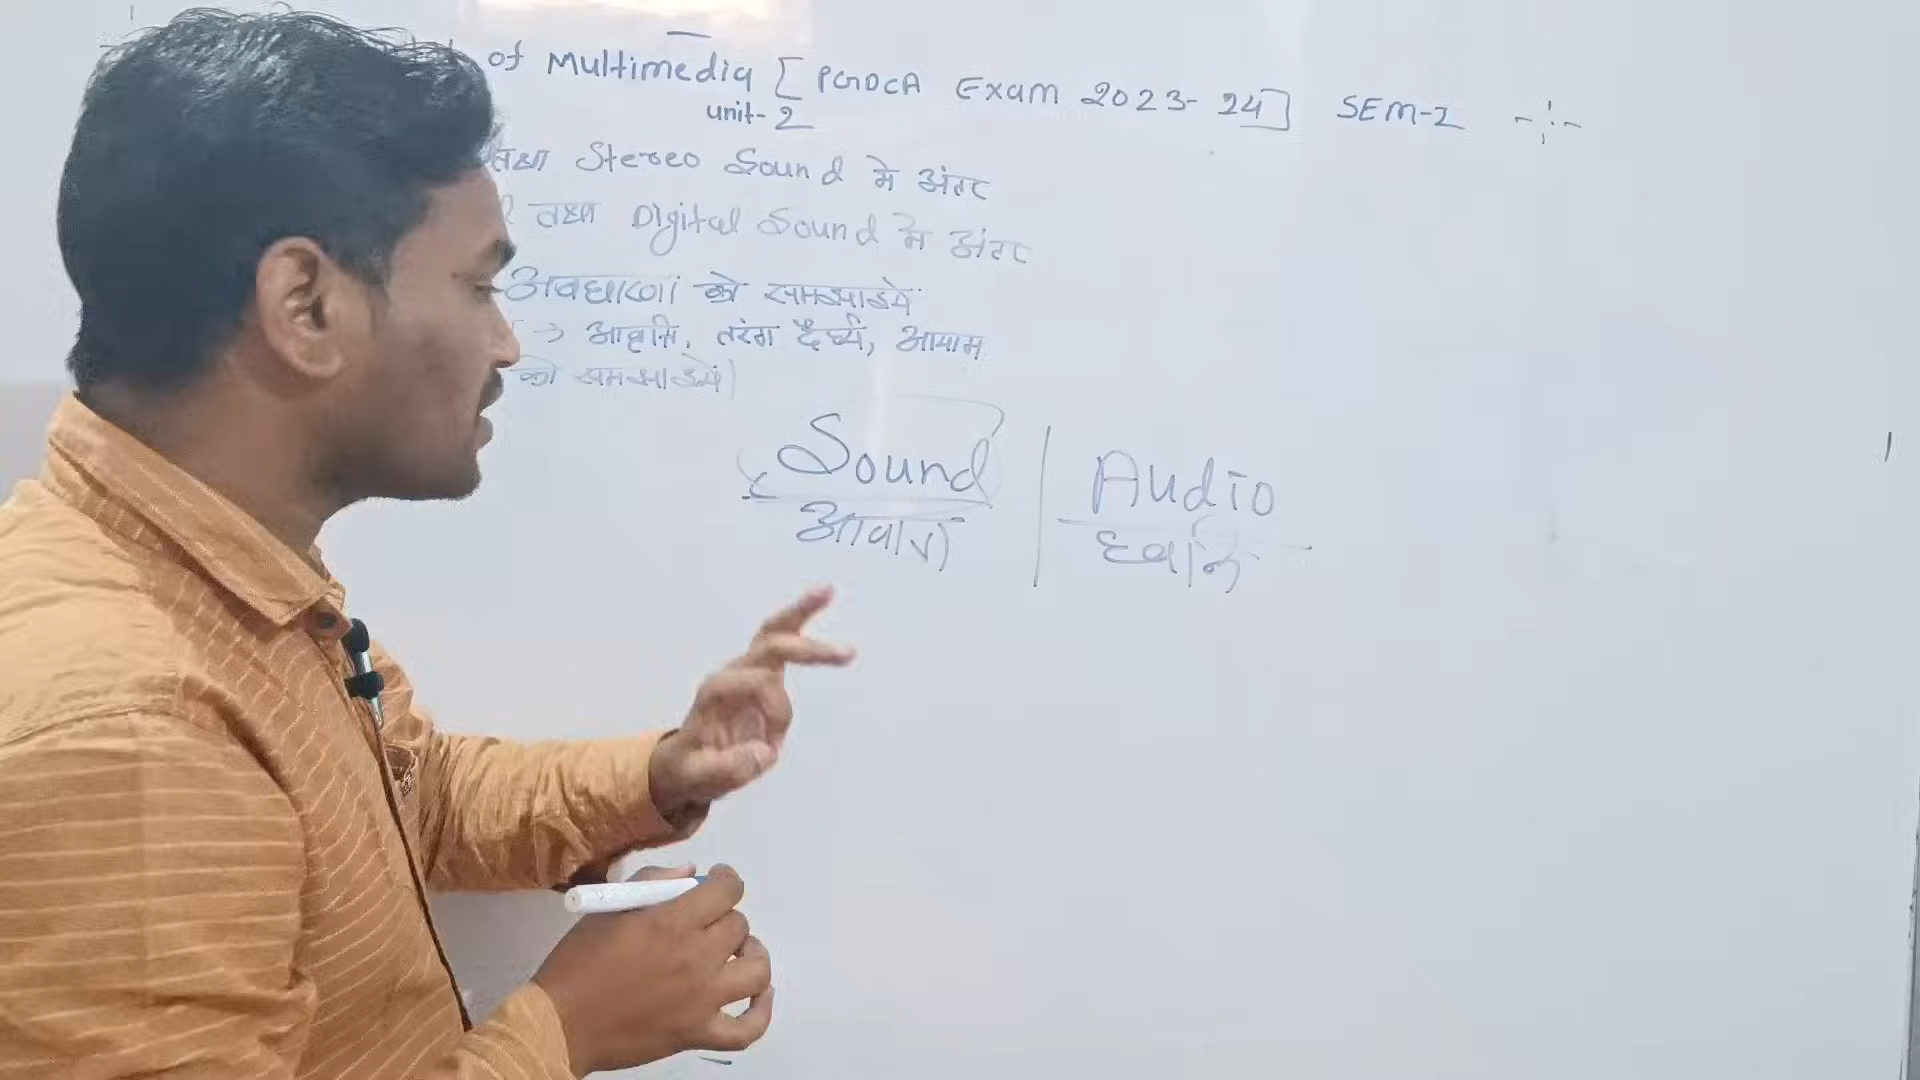 of Multimedia [PGDCA Exam 2023-24] SEM-I
unit-2
तथा Stereo Sound मे अंतर
तथा Digital Sound मे अंतर
अवधारणा को समझाइये
→ आवृत्ति, तरंग दैर्ध्य, आयाम
को समझाइये)
Sound | Audio
आवाज ध्वनि